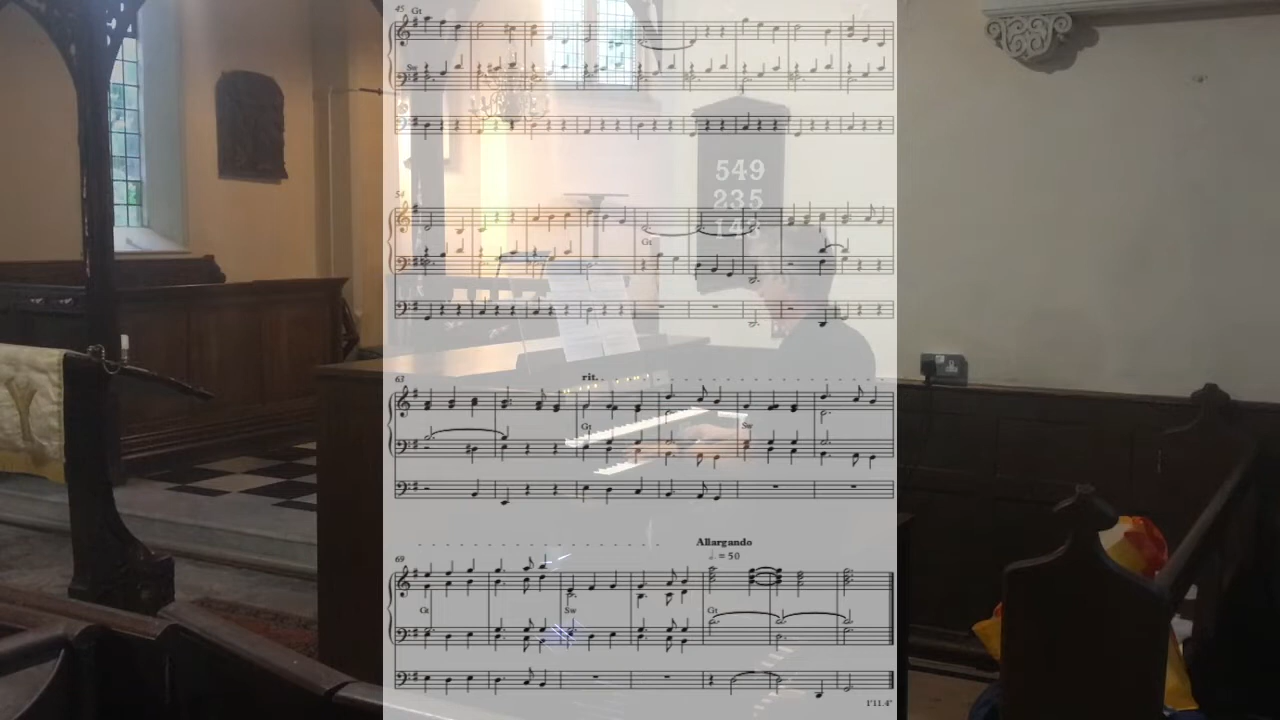 45
Gt
Sw
549
235
54
Gt
63
rit.
Gt
Sw
69
Allargando
= 50
Gt
Sw
Gt
1'11.4"